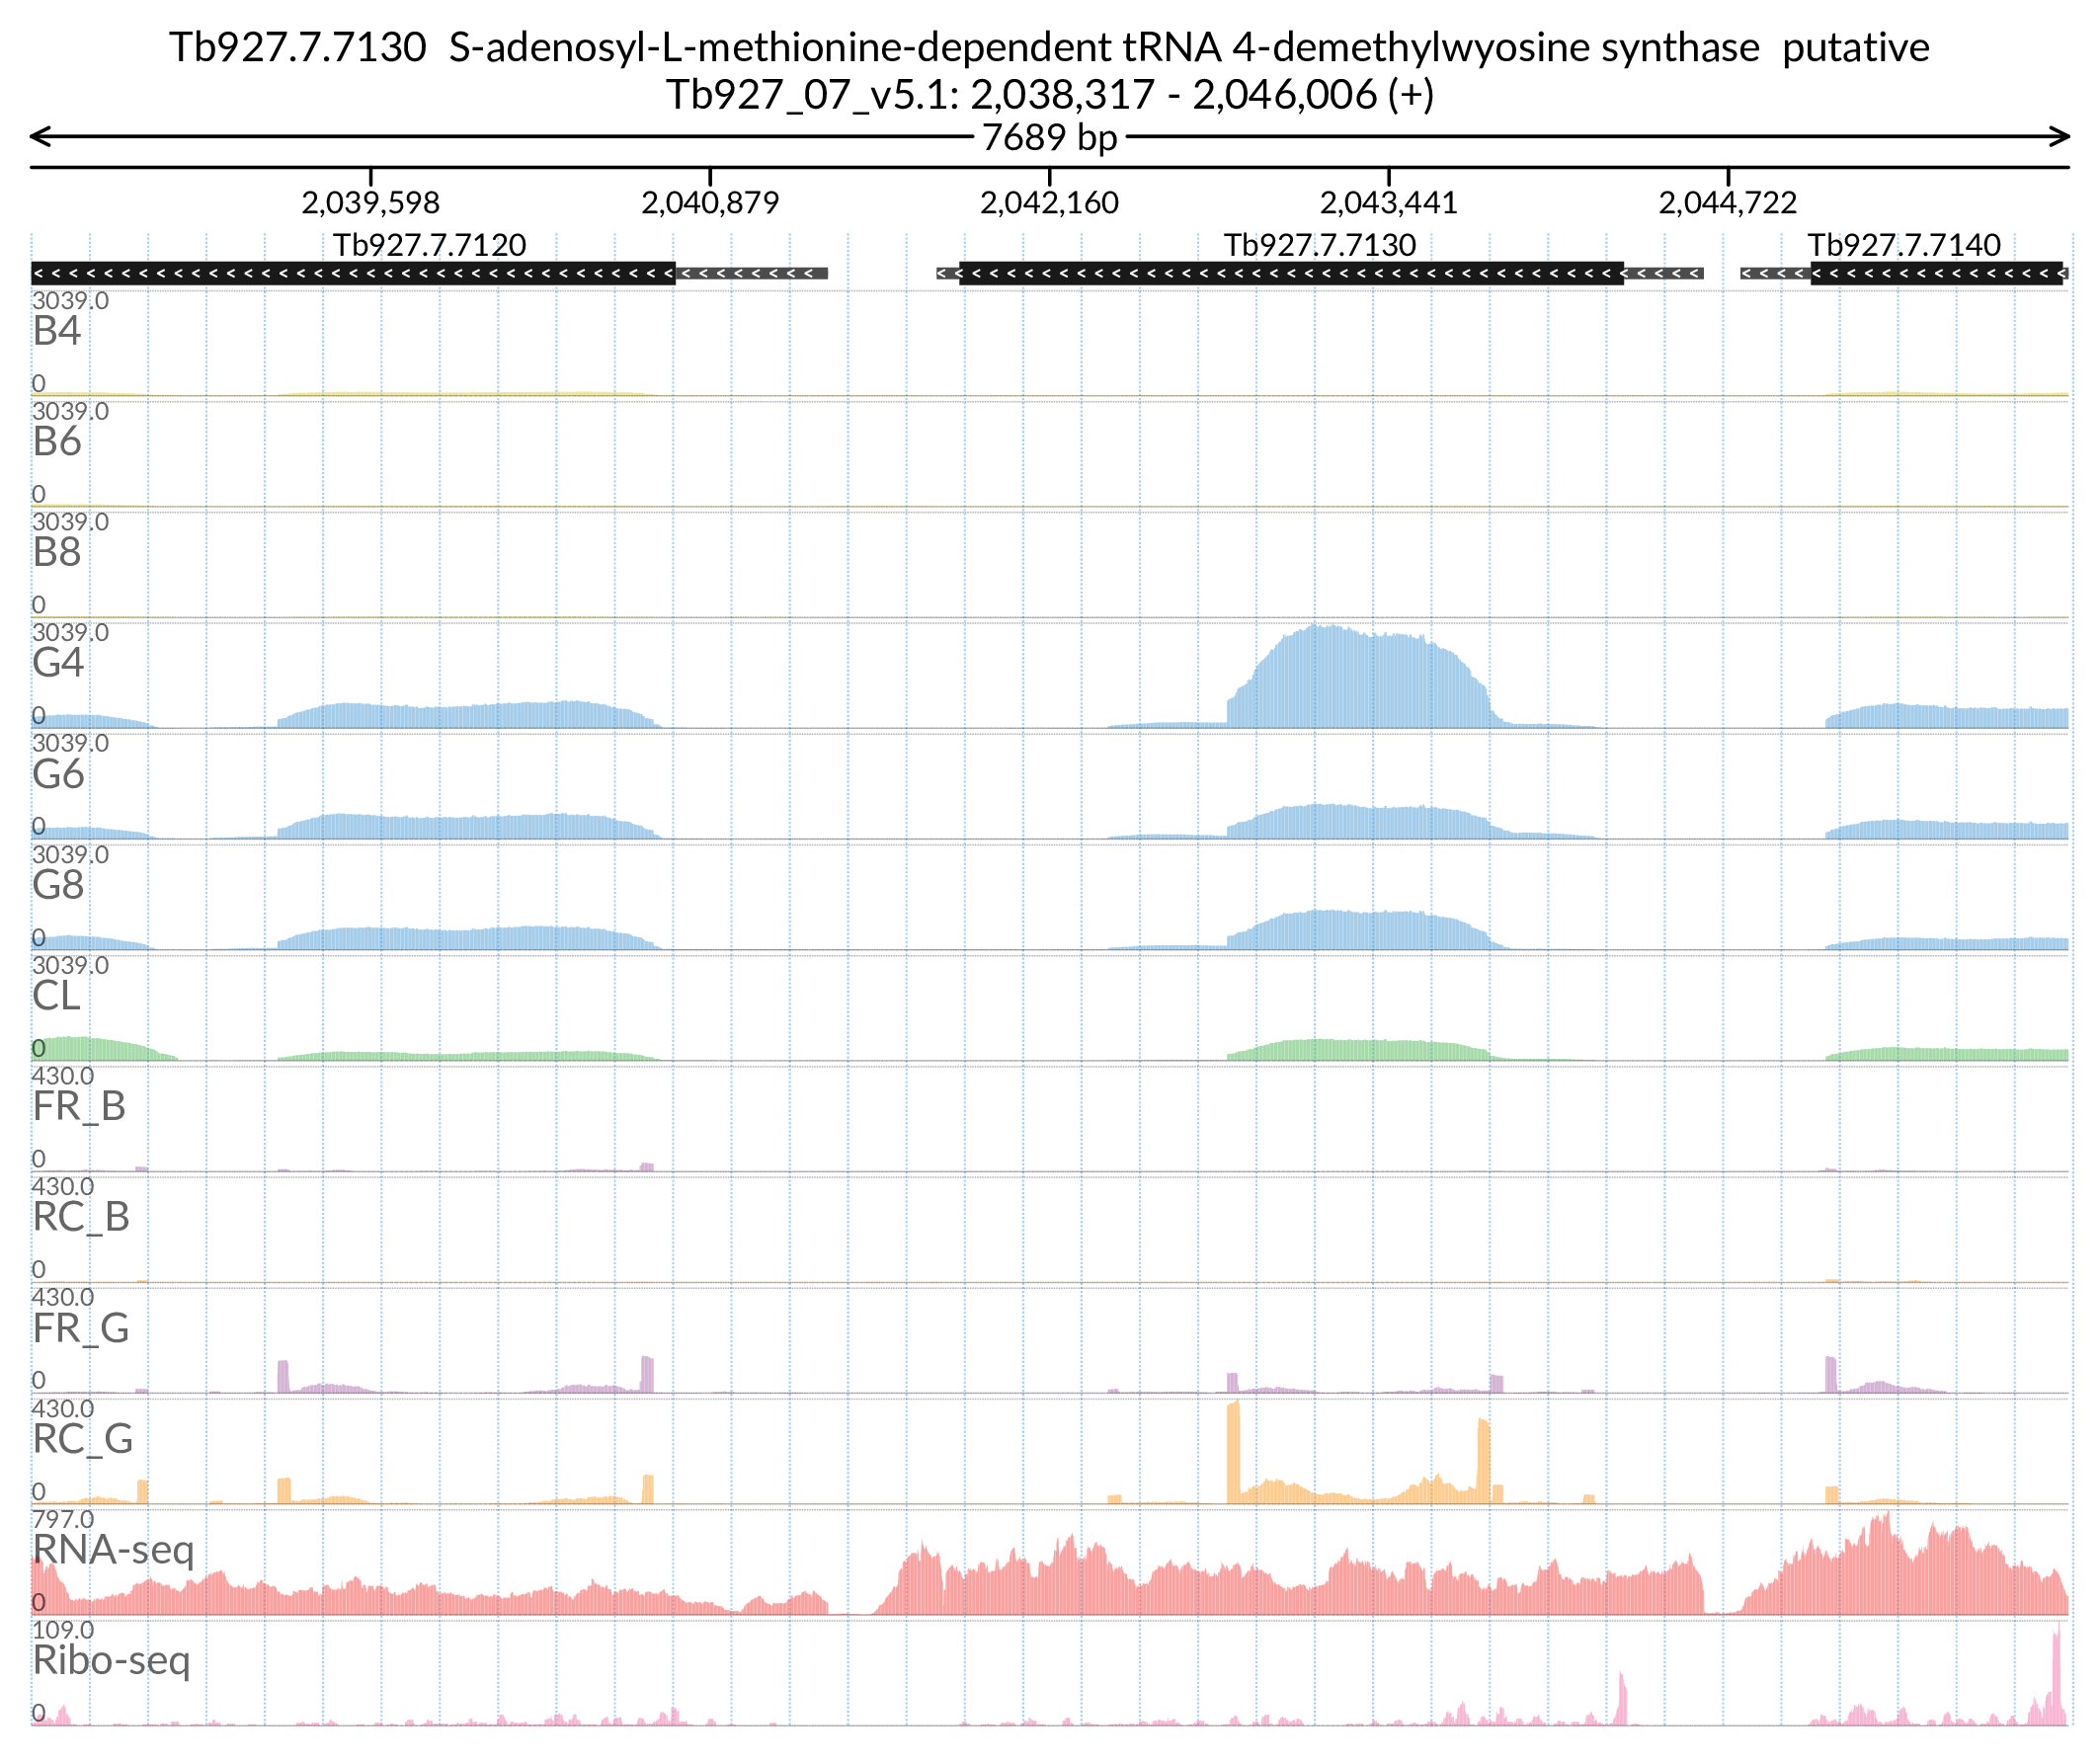 Tb927.7.7130  S-adenosyl-L-methionine-dependent tRNA 4-demethylwyosine synthase  putative
Tb927_07_v5.1: 2,038,317 - 2,046,006 (+)
7689 bp
2,039,598 2,040,879 2,042,160 2,043,441 2,044,722
Tb927.7.7120 Tb927.7.7130 Tb927.7.7140
3039.0
B4
0
3039.0
B6
0
3039.0
B8
0
3039.0
G4
0
3039.0
G6
0
3039.0
G8
0
3039.0
CL
0
430.0
FR_B
0
430.0
RC_B
0
430.0
FR_G
0
430.0
RC_G
0
797.0
RNA-seq
0
109.0
Ribo-seq
0